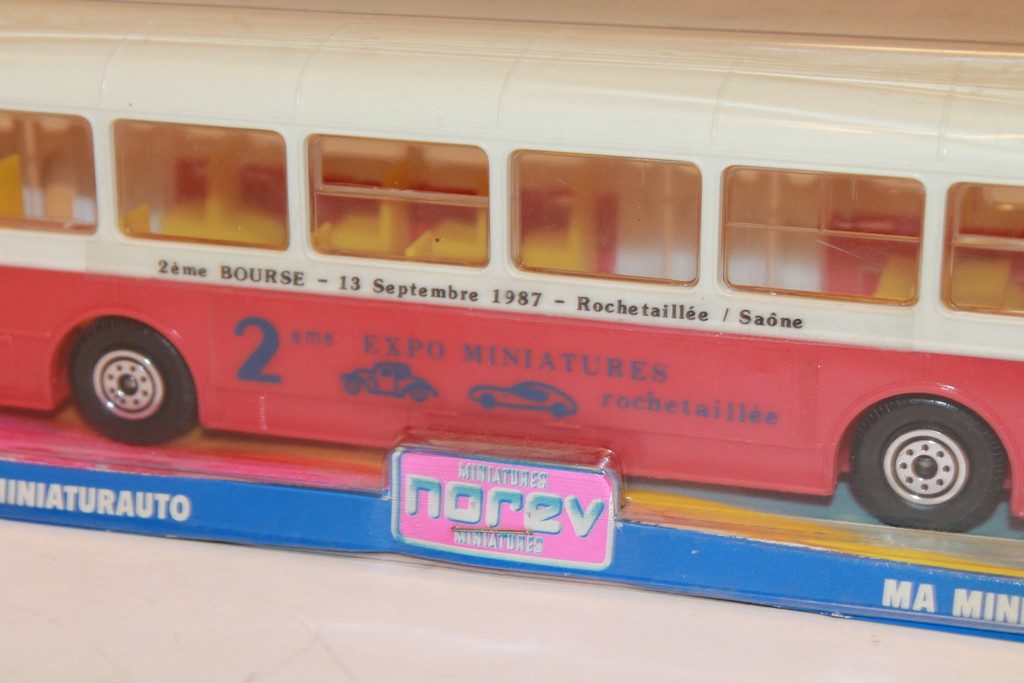 2ème BOURSE - 13 Septembre 1987 - Rochetaillée / Saône
2ème EXPO MINIATURES
rochetaillée
MINIATURES
norev
MINIATURES
MINIATURAUTO
MA MINI